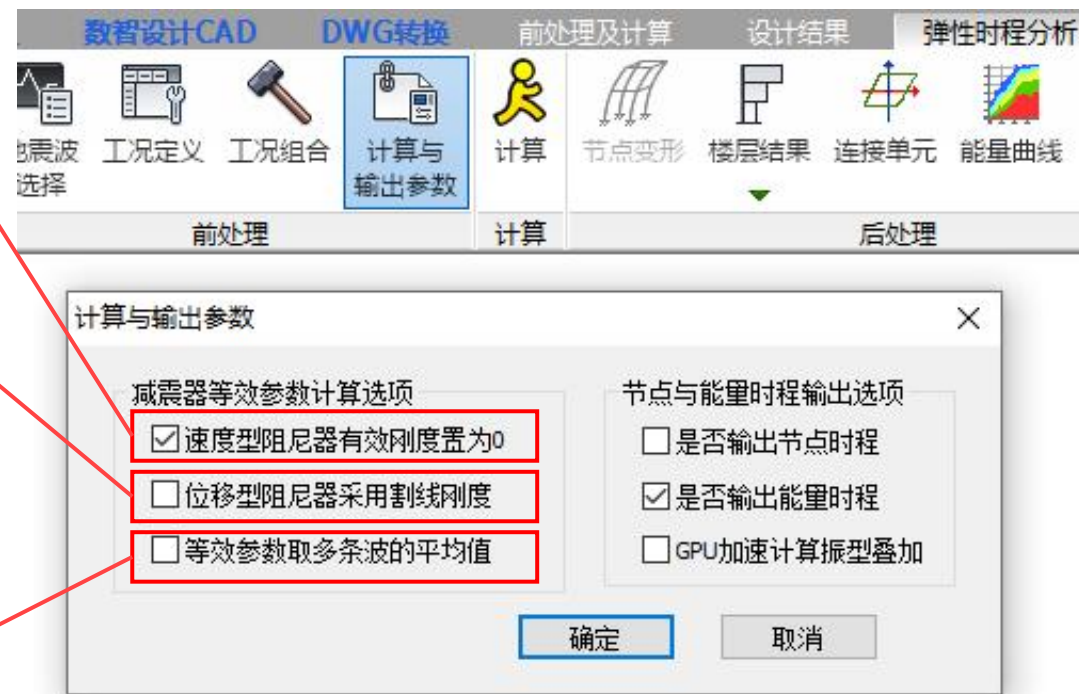 数智设计CAD DWG转换 前处理及计算 设计结果 弹性时程分析
震波 工况定义 工况组合 计算与 计算 节点变形 楼层结果 连接单元 能量曲线
选择 输出参数
前处理 计算 后处理
计算与输出参数
减震器等效参数计算选项 节点与能量时程输出选项
速度型阻尼器有效刚度置为0 是否输出节点时程
位移型阻尼器采用割线刚度 是否输出能量时程
等效参数取多条波的平均值 GPU加速计算振型叠加
确定 取消